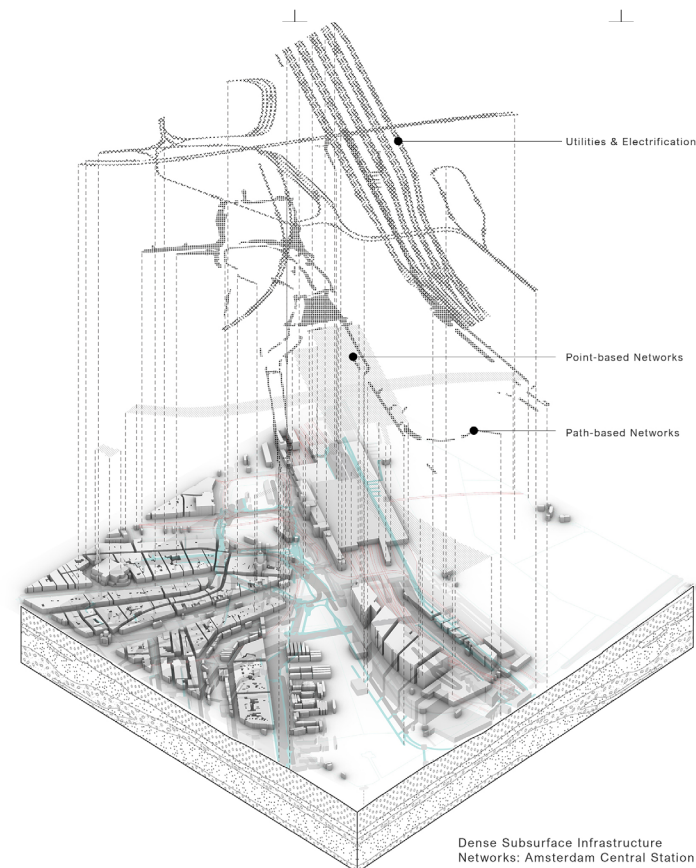 Utilities & Electrification
Point-based Networks
Path-based Networks
Dense Subsurface Infrastructure
Networks: Amsterdam Central Station